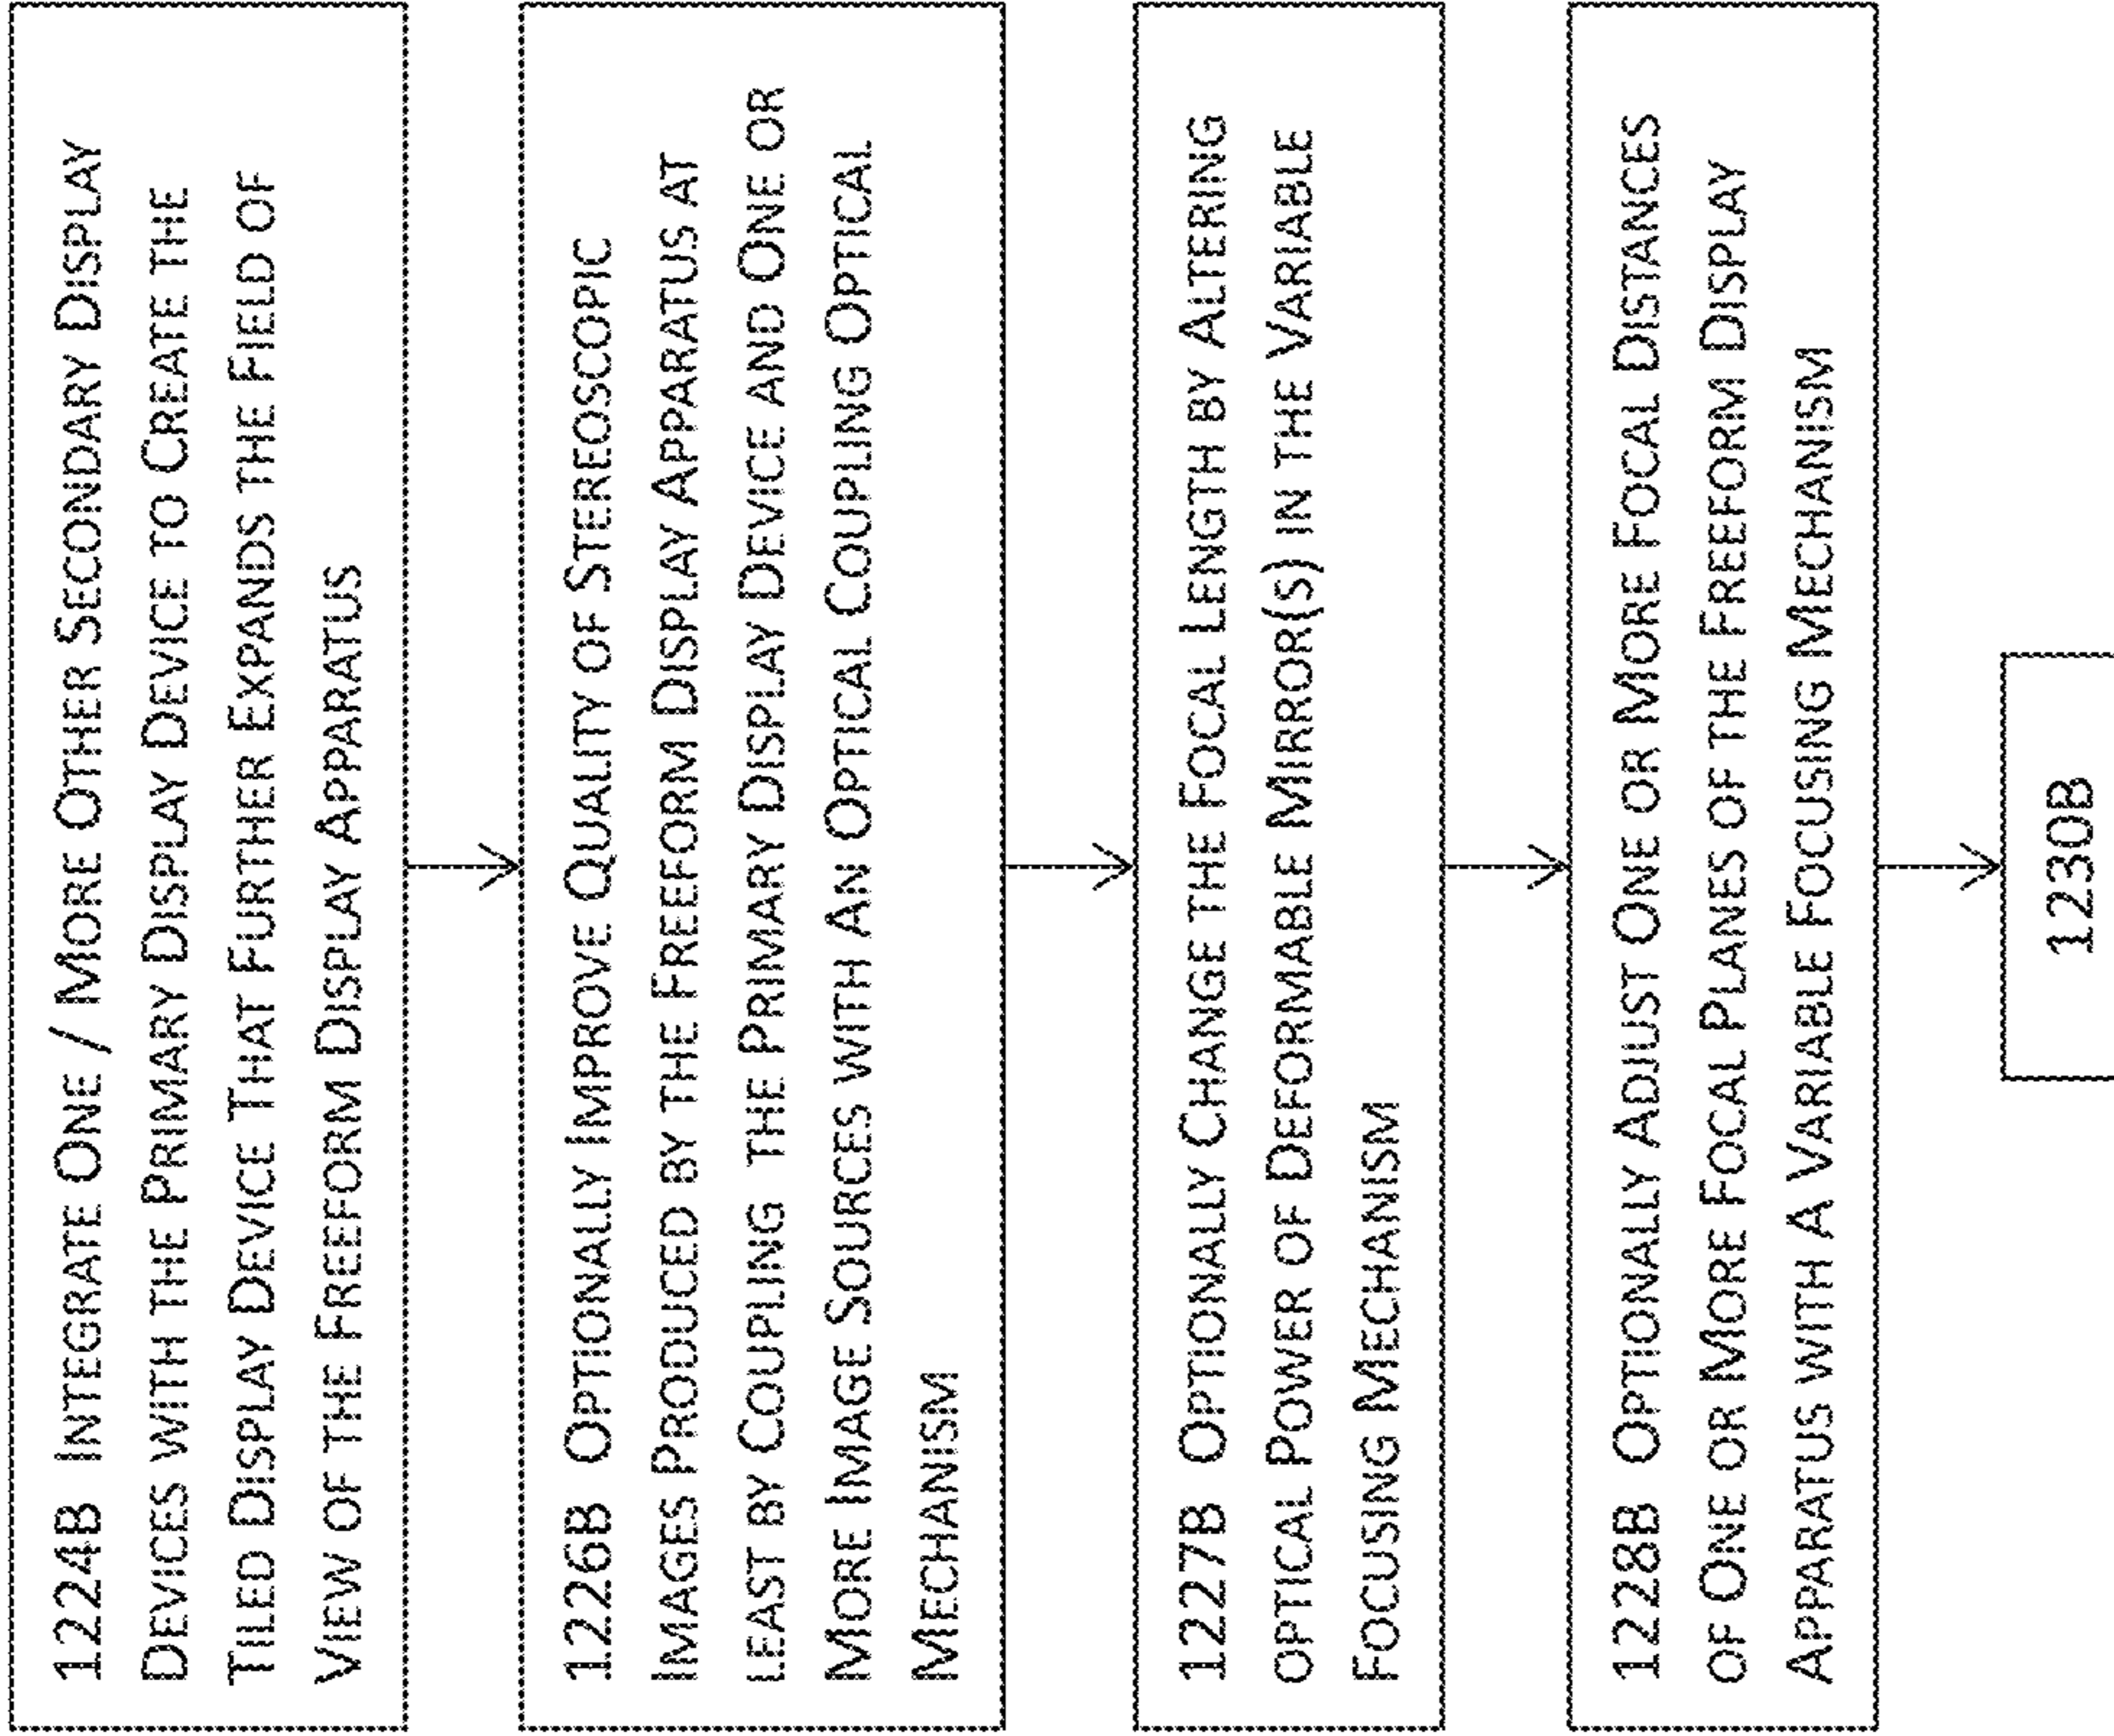 1224B Integrate One / More Other Secondary Display
Devices with the Primary Display Device to Create the
Tiled Display Device That Further Expands the Field of
View of the Freeform Display Apparatus
1226B Optionally Improve Quality of Stereoscopic
Images Produced by the Freeform Display Apparatus at
least by Coupling the Primary Display Device and One or
More Image Sources with An Optical Coupling Optical
Mechanism
1227B Optionally Change the Focal Length by Altering
optical Power of Deformable Mirror(s) in the Variable
Focusing Mechanism
1228B Optionally Adjust One or More Focal Distances
of One or More Focal Planes of the Freeform Display
Apparatus with A Variable Focusing Mechanism
1230B